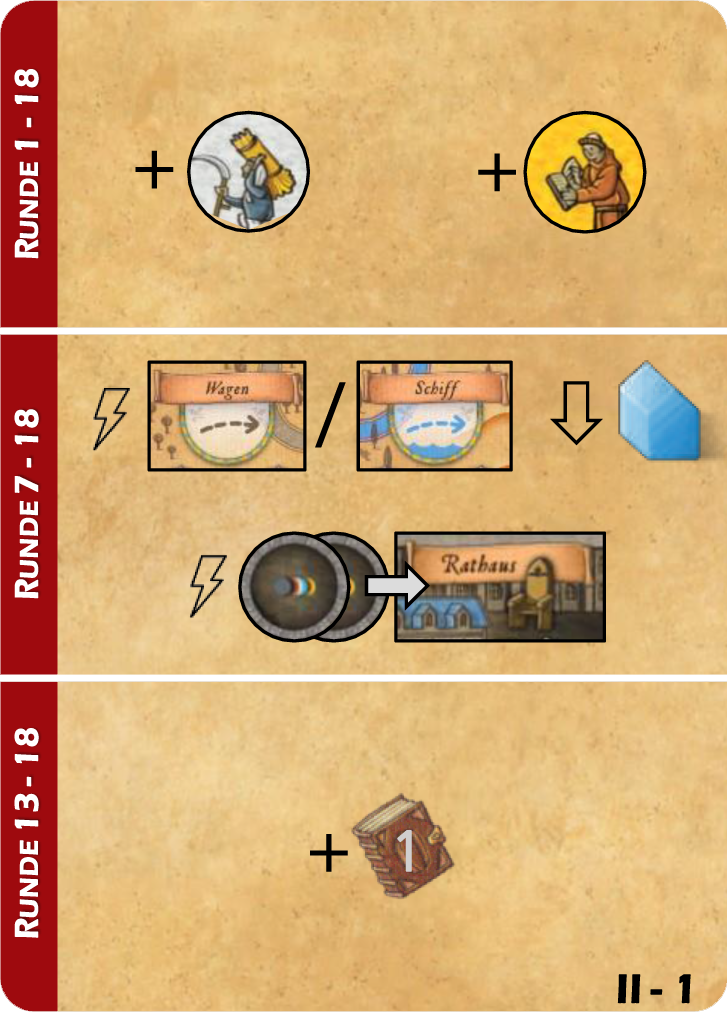 RUNDE 1 - 18
+
+
RUNDE 7 - 18
Wagen / Schiff
Rathaus
RUNDE 13 - 18
+ 1
II - 1